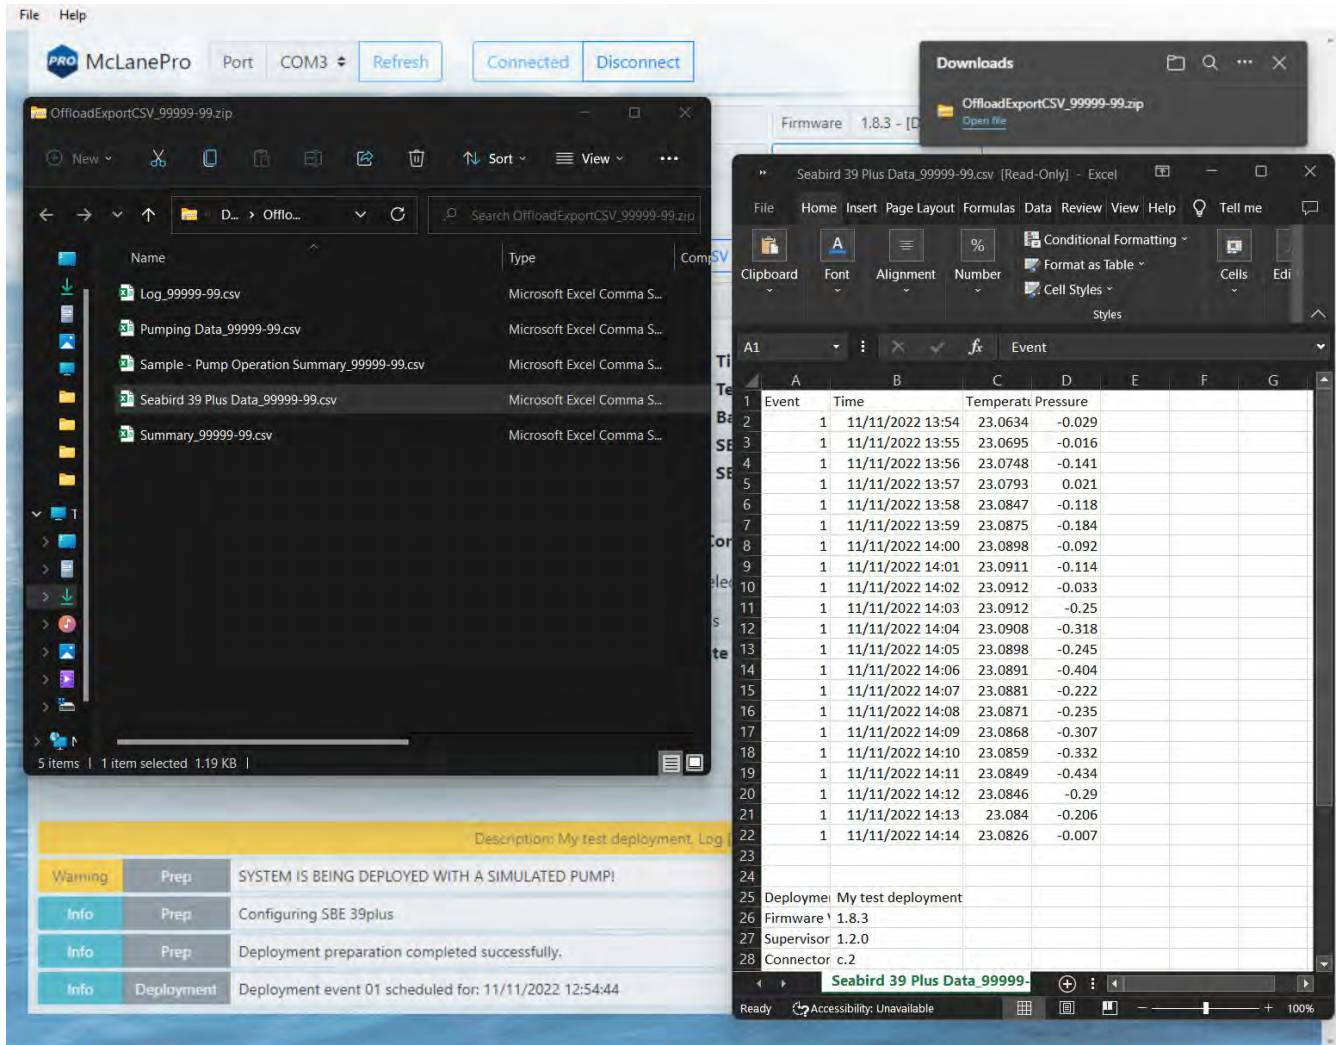 File Help
PRO McLanePro Port COM3 Refresh Connected Disconnect
Downloads
OffloadExportCSV_99999-99.zip
Open file
Firmware 1.8.3 - [D
OffloadExportCSV_99999-99.zip
New Sort View
D... > Offlo... Search OffloadExportCSV_99999-99.zip
Name Type Comp
Log_99999-99.csv Microsoft Excel Comma S...
Pumping Data_99999-99.csv Microsoft Excel Comma S...
Sample - Pump Operation Summary_99999-99.csv Microsoft Excel Comma S...
Seabird 39 Plus Data_99999-99.csv Microsoft Excel Comma S...
Summary_99999-99.csv Microsoft Excel Comma S...
5 items 1 item selected 1.19 KB
SV
Ti
Te
Ba
SE
SE
Cor
elec
s
te
Seabird 39 Plus Data_99999-99.csv [Read-Only] - Excel
File Home Insert Page Layout Formulas Data Review View Help Tell me
Clipboard Font Alignment Number Conditional Formatting Format as Table Cell Styles Cells Edi
Styles
A1 fx Event
A B C D E F G
1 Event Time Temperatu Pressure
2 1 11/11/2022 13:54 23.0634 -0.029
3 1 11/11/2022 13:55 23.0695 -0.016
4 1 11/11/2022 13:56 23.0748 -0.141
5 1 11/11/2022 13:57 23.0793 0.021
6 1 11/11/2022 13:58 23.0847 -0.118
7 1 11/11/2022 13:59 23.0875 -0.184
8 1 11/11/2022 14:00 23.0898 -0.092
9 1 11/11/2022 14:01 23.0911 -0.114
10 1 11/11/2022 14:02 23.0912 -0.033
11 1 11/11/2022 14:03 23.0912 -0.25
12 1 11/11/2022 14:04 23.0908 -0.318
13 1 11/11/2022 14:05 23.0898 -0.245
14 1 11/11/2022 14:06 23.0891 -0.404
15 1 11/11/2022 14:07 23.0881 -0.222
16 1 11/11/2022 14:08 23.0871 -0.235
17 1 11/11/2022 14:09 23.0868 -0.307
18 1 11/11/2022 14:10 23.0859 -0.332
19 1 11/11/2022 14:11 23.0849 -0.434
20 1 11/11/2022 14:12 23.0846 -0.29
21 1 11/11/2022 14:13 23.084 -0.206
22 1 11/11/2022 14:14 23.0826 -0.007
23
24
25 Deploymer My test deployment
26 Firmware V 1.8.3
27 Supervisor 1.2.0
28 Connector c.2
Seabird 39 Plus Data_99999-
Ready Accessibility: Unavailable 100%
Description: My test deployment, Log [
Warning Prep SYSTEM IS BEING DEPLOYED WITH A SIMULATED PUMP!
Info Prep Configuring SBE 39plus
Info Prep Deployment preparation completed successfully.
Info Deployment Deployment event 01 scheduled for: 11/11/2022 12:54:44